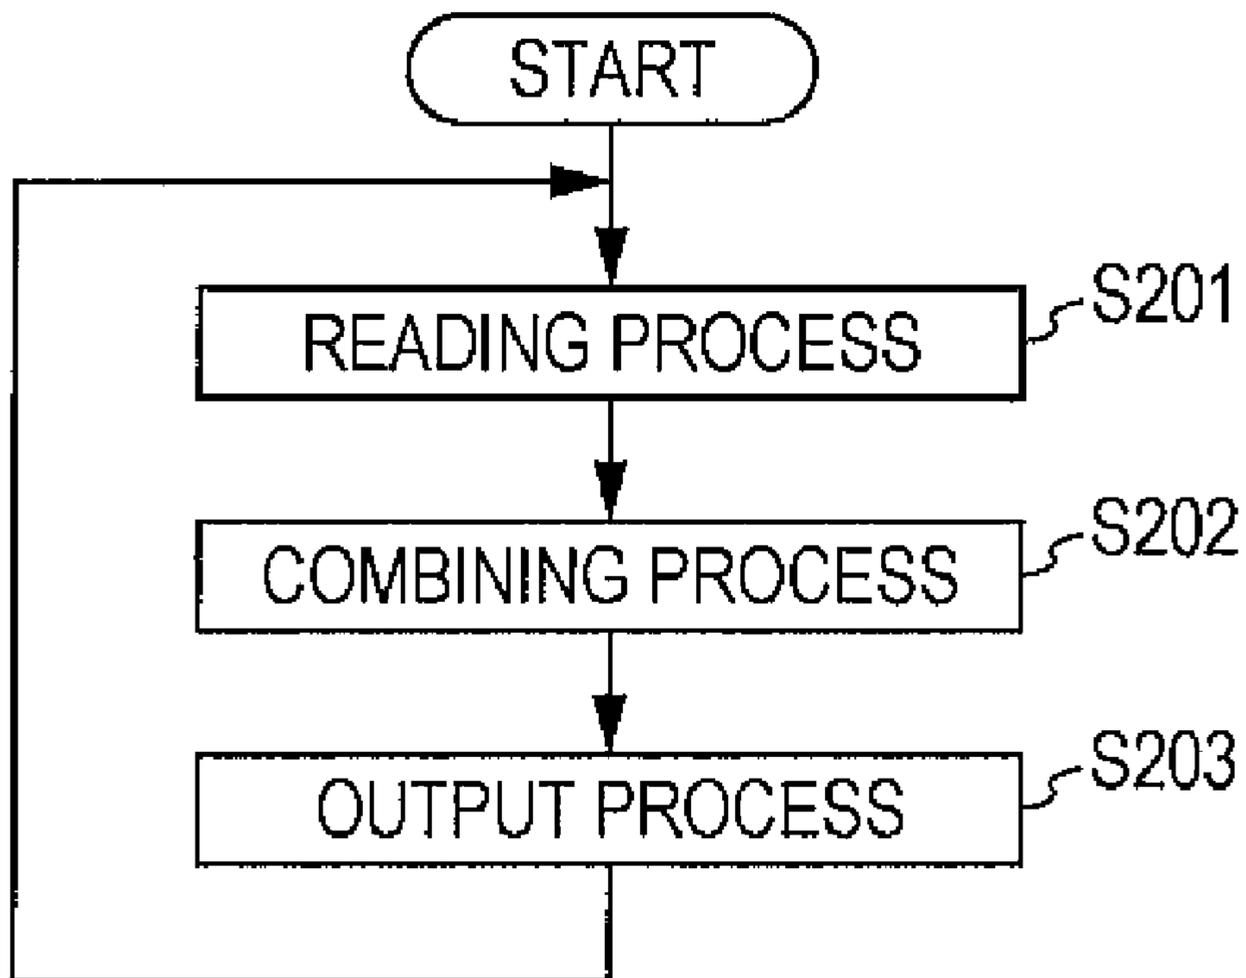 START
READING PROCESS
S201
COMBINING PROCESS
S202
OUTPUT PROCESS
S203